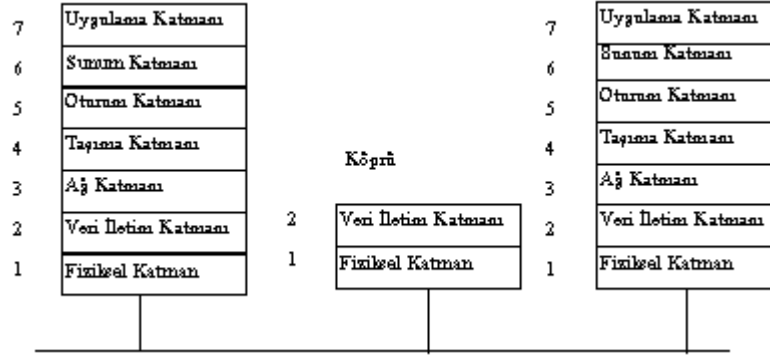 7 Uygulama Katmanı
6 Sunum Katmanı
5 Oturum Katmanı
4 Taşıma Katmanı
3 Ağ Katmanı
2 Veri İletim Katmanı
1 Fiziksel Katman
Köprü
2 Veri İletim Katmanı
1 Fiziksel Katman
7 Uygulama Katmanı
6 Sunum Katmanı
5 Oturum Katmanı
4 Taşıma Katmanı
3 Ağ Katmanı
2 Veri İletim Katmanı
1 Fiziksel Katman